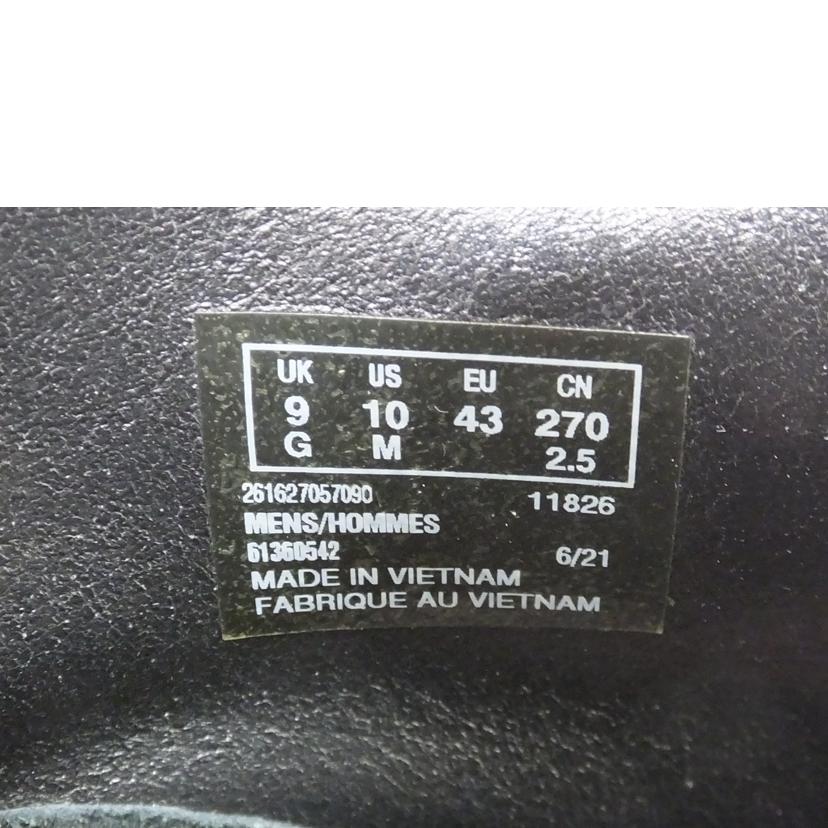 UK US EU CN
9 10 43 270
G M 2.5
261627057090 11826
MENS/HOMMES
61360542 6/21
MADE IN VIETNAM
FABRIQUE AU VIETNAM